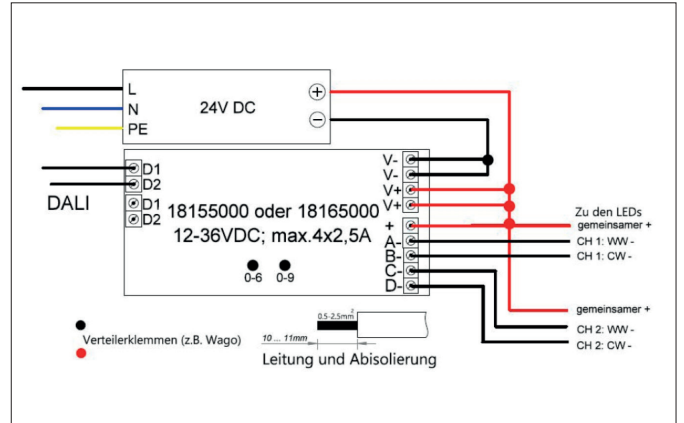 L
N
PE
24V DC
+
−
D1
D2
D1
D2
DALI
18155000 oder 18165000
12-36VDC; max.4x2,5A
0-6 0-9
V-
V-
V+
V+
+
A-
B-
C-
D-
Zu den LEDs
gemeinsamer +
CH 1: WW -
CH 1: CW -
gemeinsamer +
CH 2: WW -
CH 2: CW -
Verteilerklemmen (z.B. Wago)
0.5-2.5mm²
10 ... 11mm
Leitung und Abisolierung